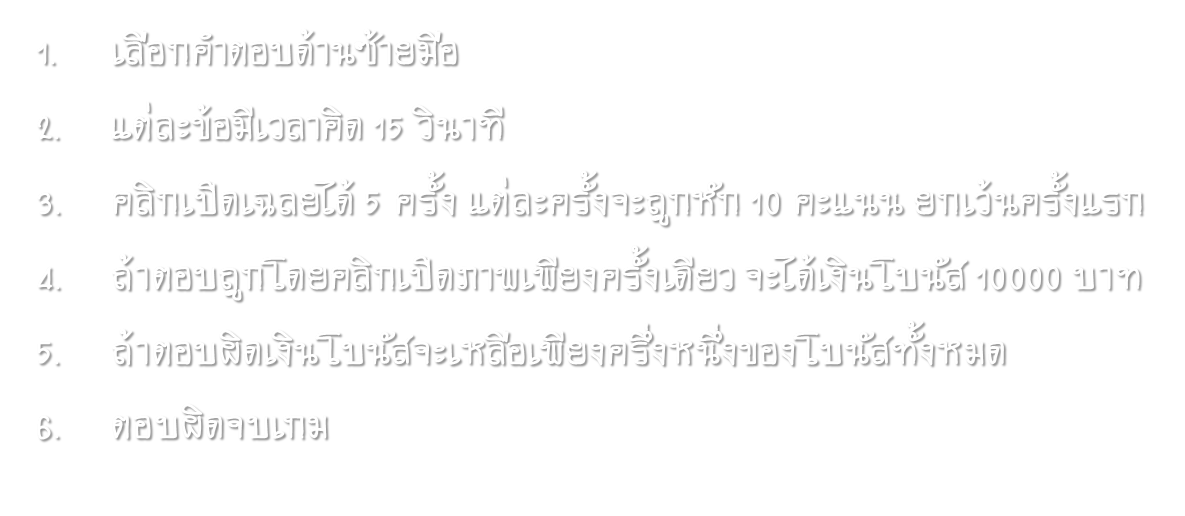 1. เลือกคำตอบด้านซ้ายมือ
2. แต่ละข้อมีเวลาคิด 15 วินาที
3. คลิกเปิดเฉลยได้ 5 ครั้ง แต่ละครั้งจะถูกหัก 10 คะแนน ยกเว้นครั้งแรก
4. ถ้าตอบถูกโดยคลิกเปิดภาพเพียงครั้งเดียว จะได้เงินโบนัส 10000 บาท
5. ถ้าตอบผิดเงินโบนัสจะเหลือเพียงครึ่งหนึ่งของโบนัสทั้งหมด
6. ตอบผิดจบเกม